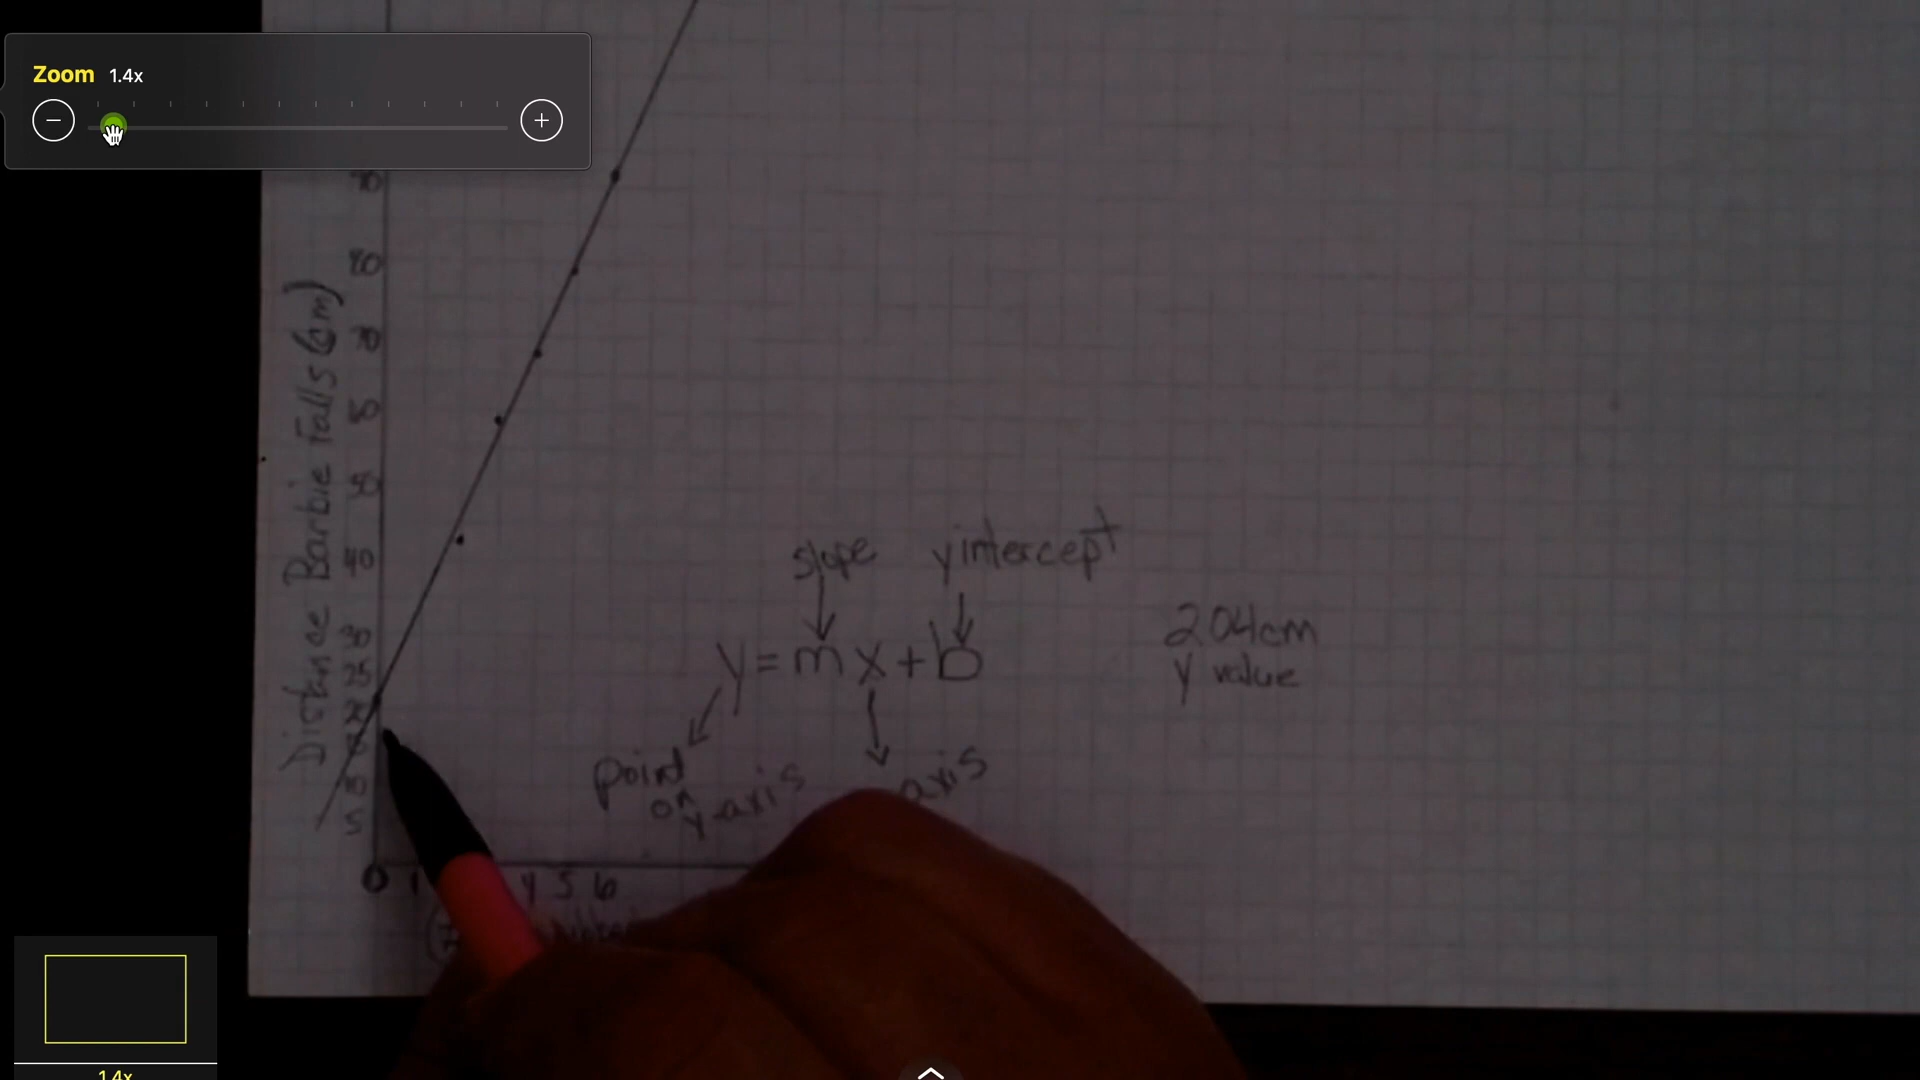 Zoom 1.4x
90
80
70
60
50
40
30
25
5
Distance Barbie Falls (cm)
slope y intercept
y = mx + b
204cm
y value
point
on
y-axis
axis
0 1 4 5 6
1.4x